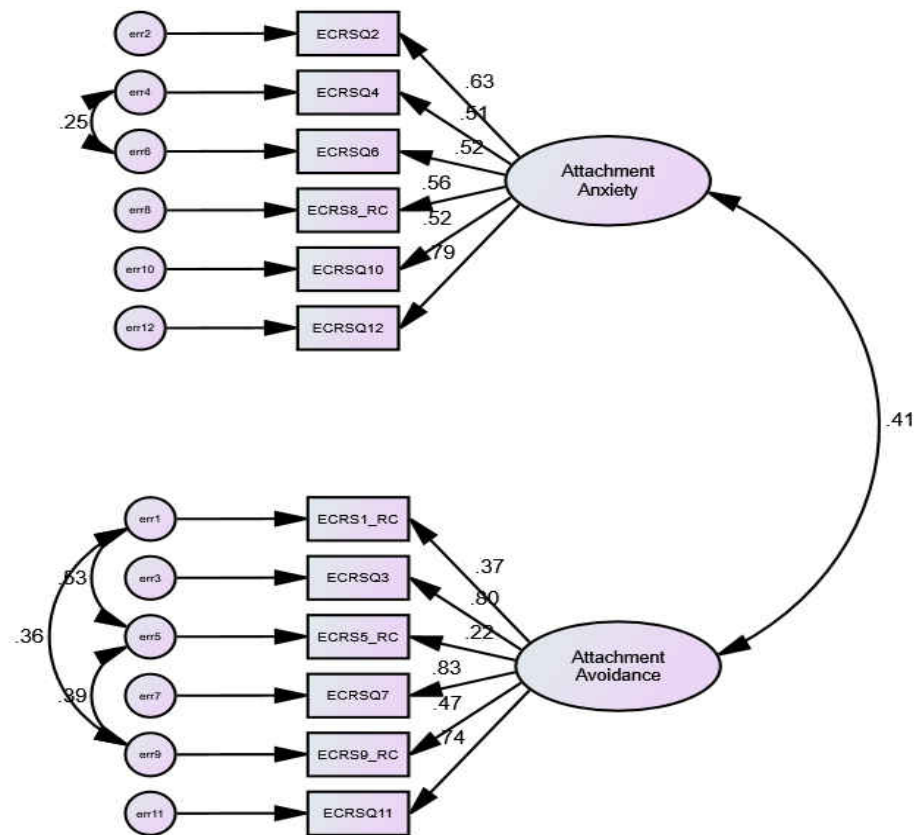 err2
ECRSQ2
.63
err4
ECRSQ4
.51
.25
err6
ECRSQ6
.52
Attachment
Anxiety
err8
ECRS8_RC
.56
err10
ECRSQ10
.52
err12
ECRSQ12
.79
.41
err1
ECRS1_RC
.37
err3
ECRSQ3
.80
.53
.36
err5
ECRS5_RC
.22
Attachment
Avoidance
err7
ECRSQ7
.83
.39
err9
ECRS9_RC
.47
err11
ECRSQ11
.74